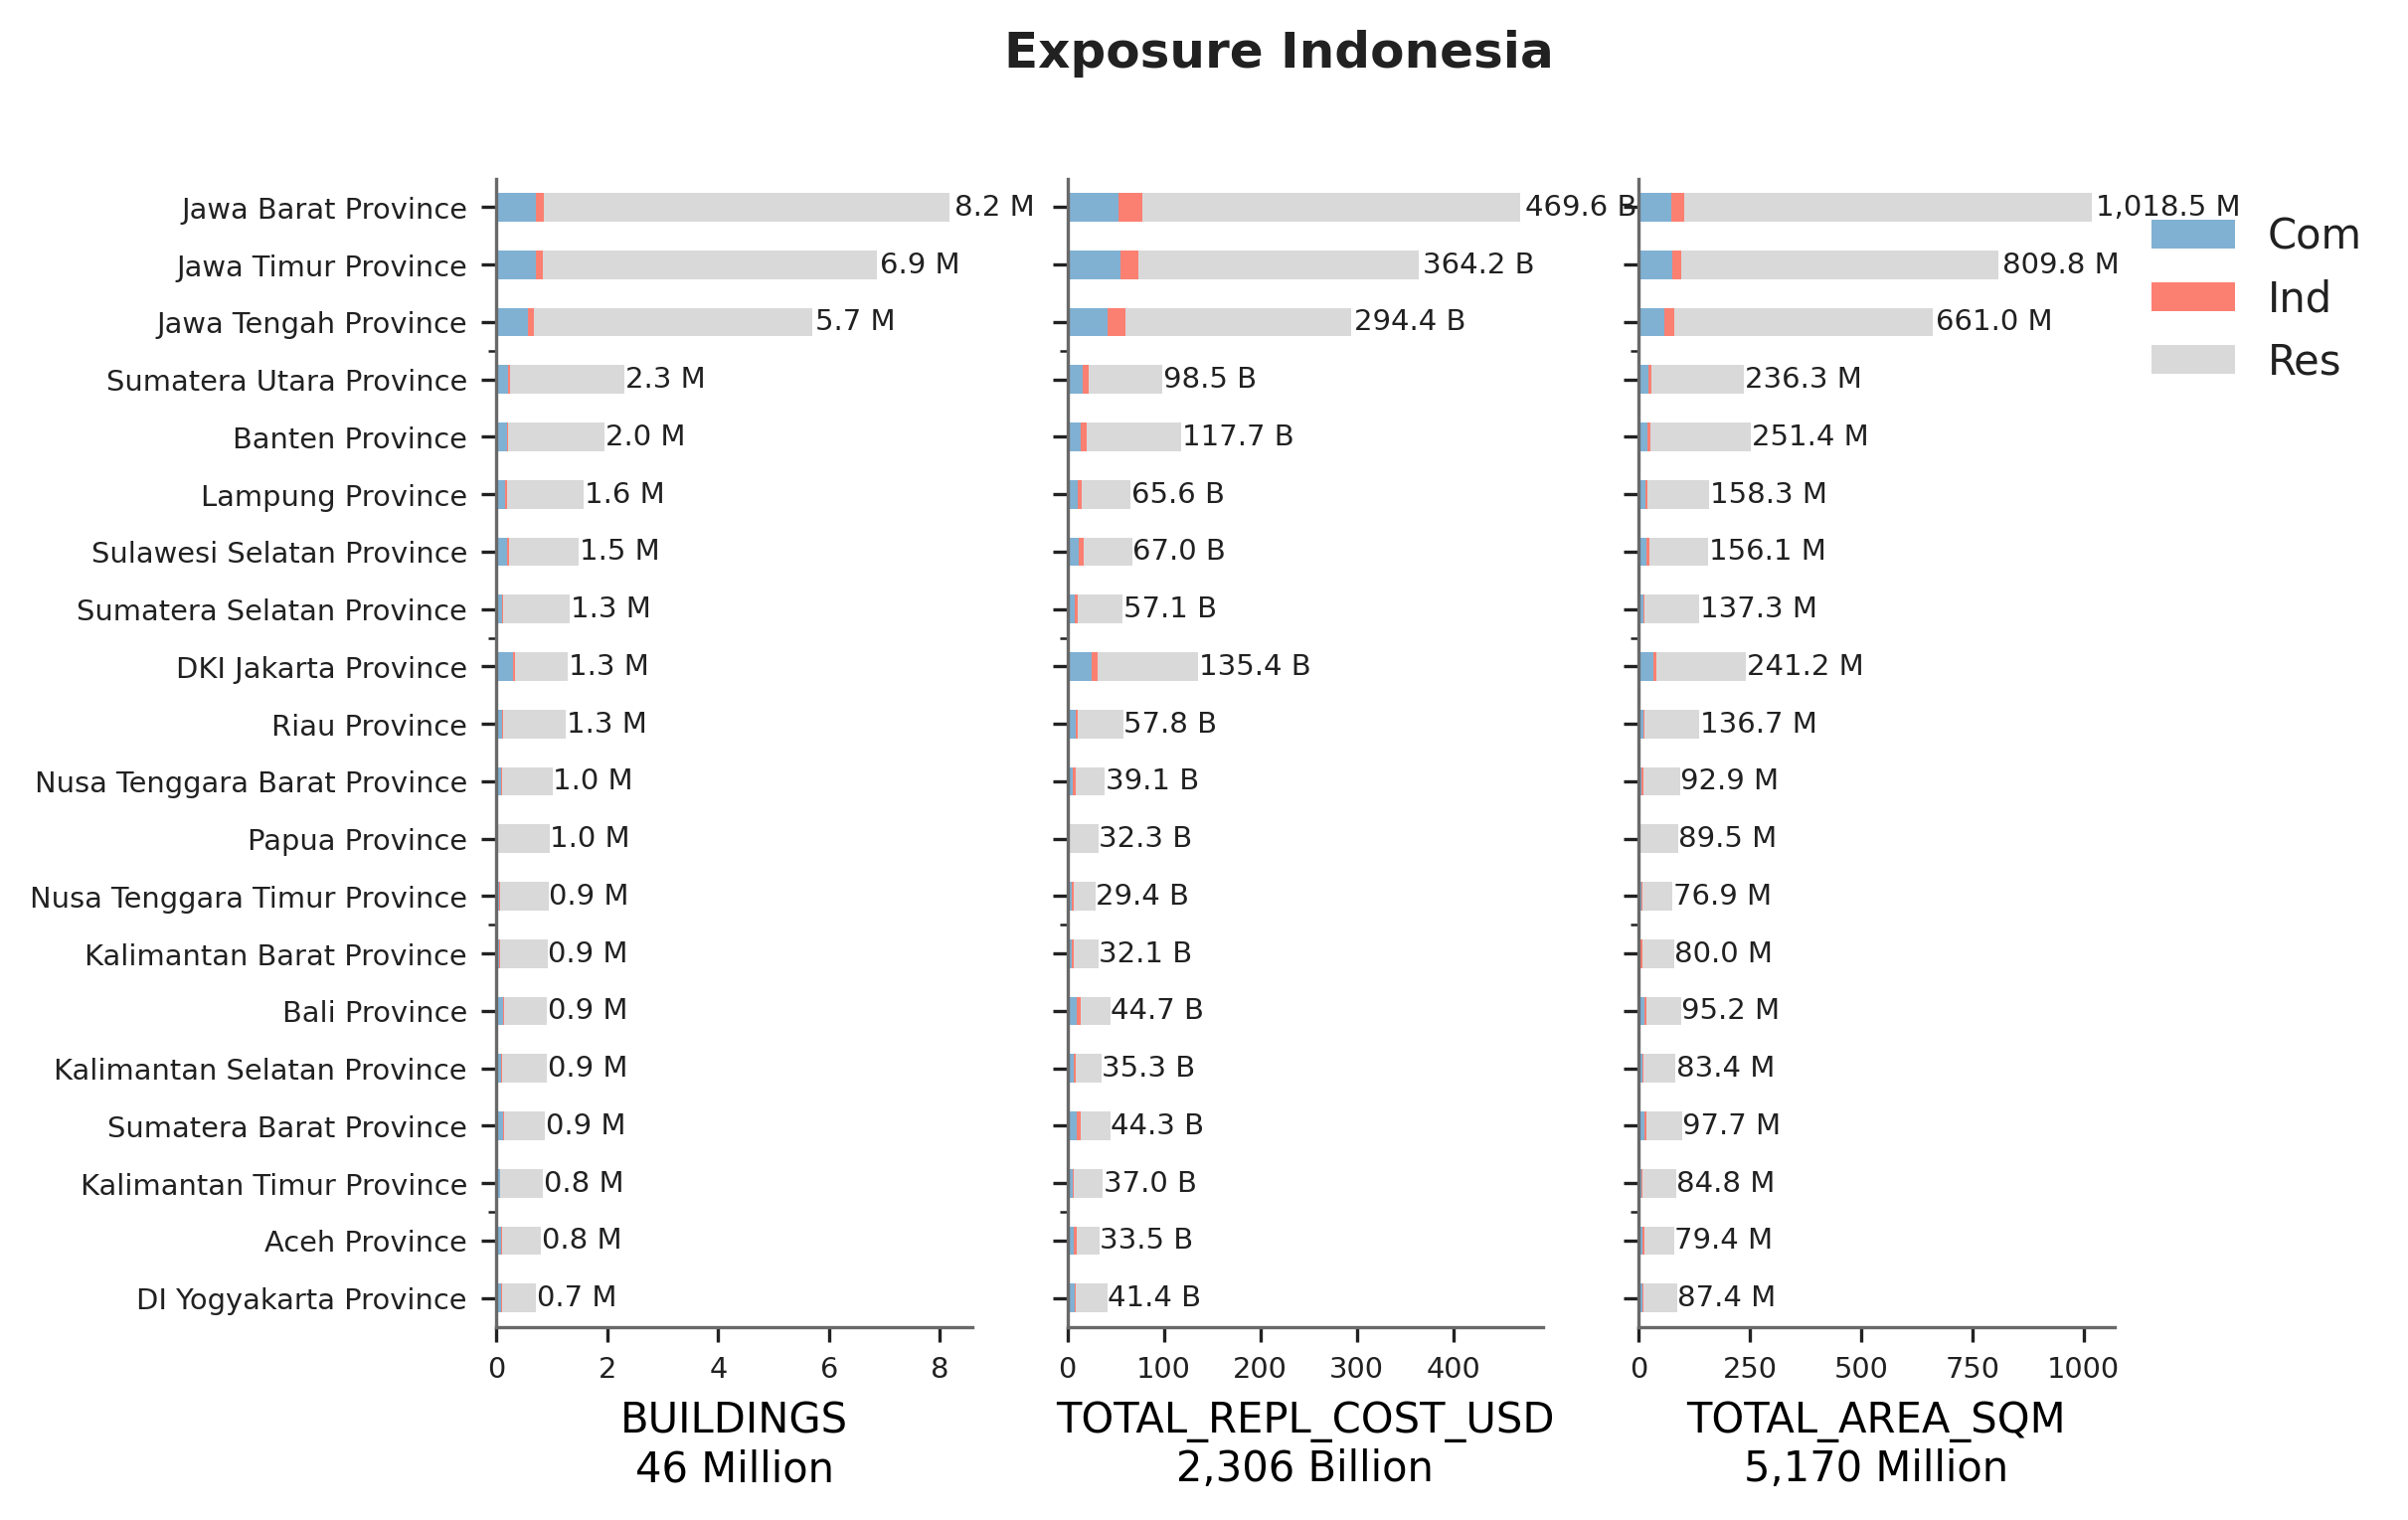 Exposure Indonesia
Jawa Barat Province 8.2 M 469.6 B 1,018.5 M
Jawa Timur Province 6.9 M 364.2 B 809.8 M
Jawa Tengah Province 5.7 M 294.4 B 661.0 M
Sumatera Utara Province 2.3 M 98.5 B 236.3 M
Banten Province 2.0 M 117.7 B 251.4 M
Lampung Province 1.6 M 65.6 B 158.3 M
Sulawesi Selatan Province 1.5 M 67.0 B 156.1 M
Sumatera Selatan Province 1.3 M 57.1 B 137.3 M
DKI Jakarta Province 1.3 M 135.4 B 241.2 M
Riau Province 1.3 M 57.8 B 136.7 M
Nusa Tenggara Barat Province 1.0 M 39.1 B 92.9 M
Papua Province 1.0 M 32.3 B 89.5 M
Nusa Tenggara Timur Province 0.9 M 29.4 B 76.9 M
Kalimantan Barat Province 0.9 M 32.1 B 80.0 M
Bali Province 0.9 M 44.7 B 95.2 M
Kalimantan Selatan Province 0.9 M 35.3 B 83.4 M
Sumatera Barat Province 0.9 M 44.3 B 97.7 M
Kalimantan Timur Province 0.8 M 37.0 B 84.8 M
Aceh Province 0.8 M 33.5 B 79.4 M
DI Yogyakarta Province 0.7 M 41.4 B 87.4 M
0 2 4 6 8
BUILDINGS
46 Million
0 100 200 300 400
TOTAL_REPL_COST_USD
2,306 Billion
0 250 500 750 1000
TOTAL_AREA_SQM
5,170 Million
Com
Ind
Res